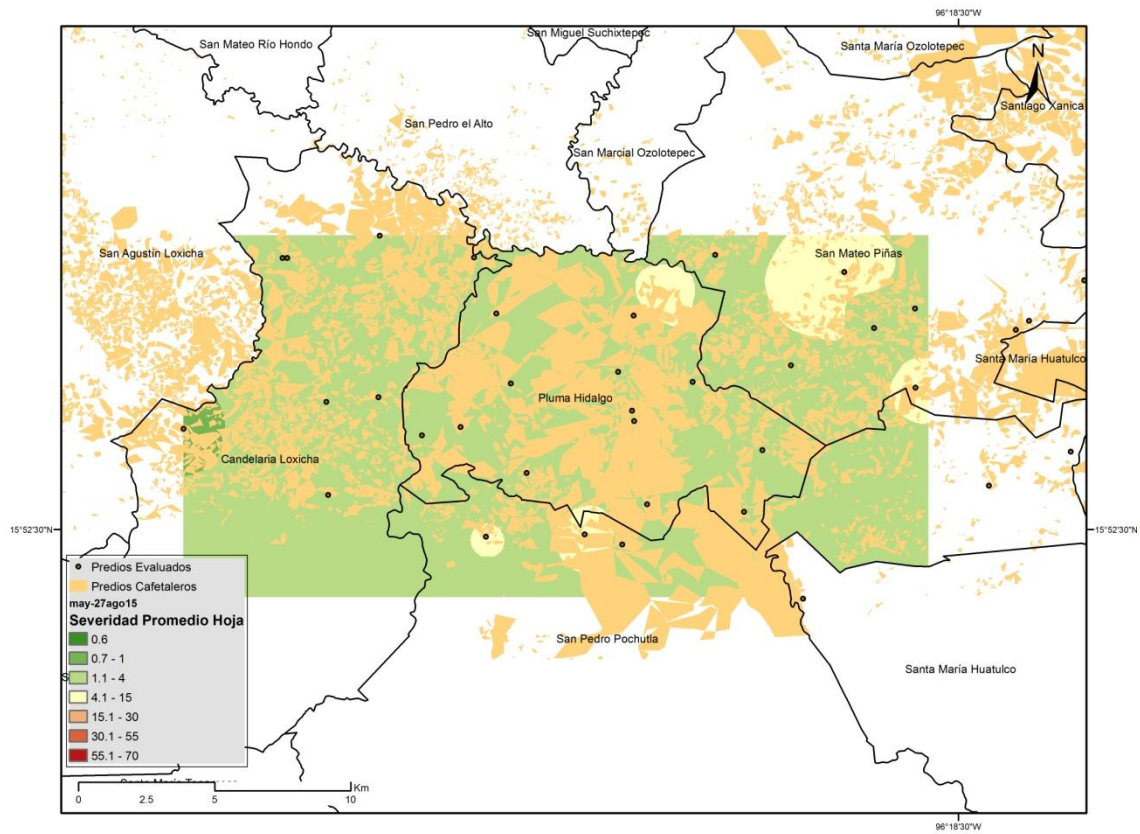 96°18'30"W
San Mateo Río Hondo
San Miguel Suchixtepec
Santa María Ozolotepec
N
Santiago Xanica
San Pedro el Alto
San Marcial Ozolotepec
San Agustín Loxicha
San Mateo Piñas
Santa María Huatulco
Pluma Hidalgo
Candelaria Loxicha
15°52'30"N
15°52'30"N
Predios Evaluados
Predios Cafetaleros
may-27ago15
Severidad Promedio Hoja
0.6
0.7 - 1
1.1 - 4
4.1 - 15
15.1 - 30
30.1 - 55
55.1 - 70
San Pedro Pochutla
Santa María Huatulco
Km
0
2.5
5
10
96°18'30"W